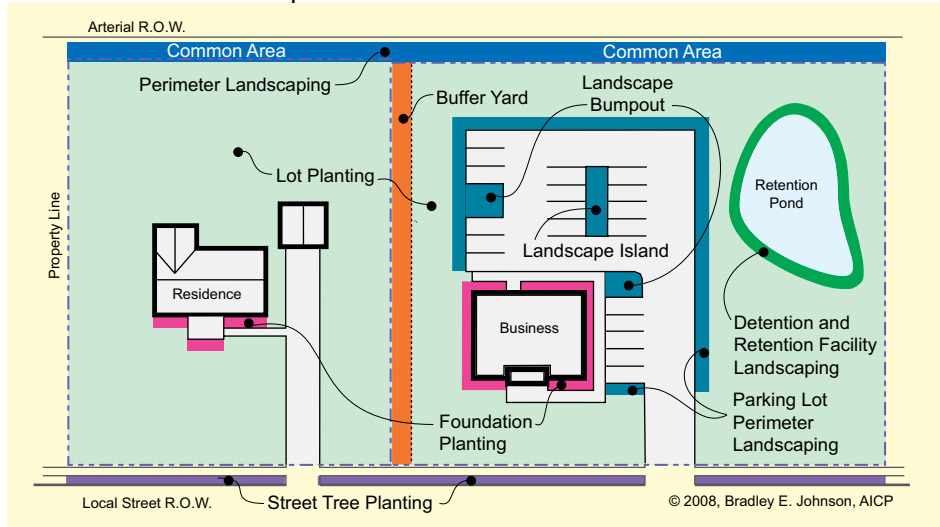 Arterial R.O.W.
Common Area
Common Area
Perimeter Landscaping
Buffer Yard
Landscape
Bumpout
Lot Planting
Retention
Pond
Property Line
Landscape Island
Residence
Business
Detention and
Retention Facility
Landscaping
Foundation
Planting
Parking Lot
Perimeter
Landscaping
Local Street R.O.W.
Street Tree Planting
© 2008, Bradley E. Johnson, AICP